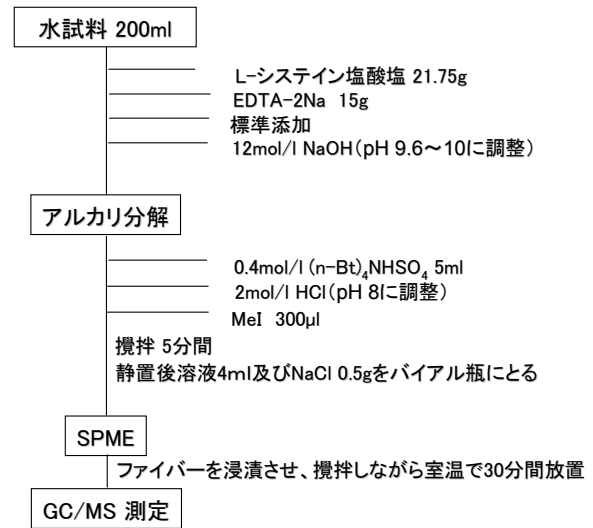 水試料 200ml
L-システイン塩酸塩 21.75g
EDTA-2Na 15g
標準添加
12mol/l NaOH(pH 9.6～10に調整)
アルカリ分解
0.4mol/l (n-Bt)₄NHSO₄ 5ml
2mol/l HCl(pH 8に調整)
MeI 300μl
攪拌 5分間
静置後溶液4ml及びNaCl 0.5gをバイアル瓶にとる
SPME
ファイバーを浸漬させ、攪拌しながら室温で30分間放置
GC/MS 測定